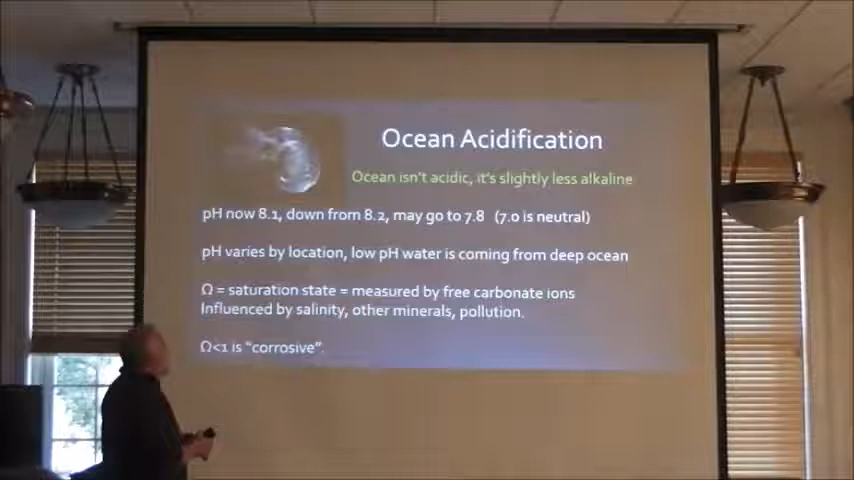 Ocean Acidification
Ocean isn't acidic, it's slightly less alkaline
pH now 8.1, down from 8.2, may go to 7.8 (7.0 is neutral)
pH varies by location, low pH water is coming from deep ocean
Ω = saturation state = measured by free carbonate ions
Influenced by salinity, other minerals, pollution.
Ω<1 is "corrosive".